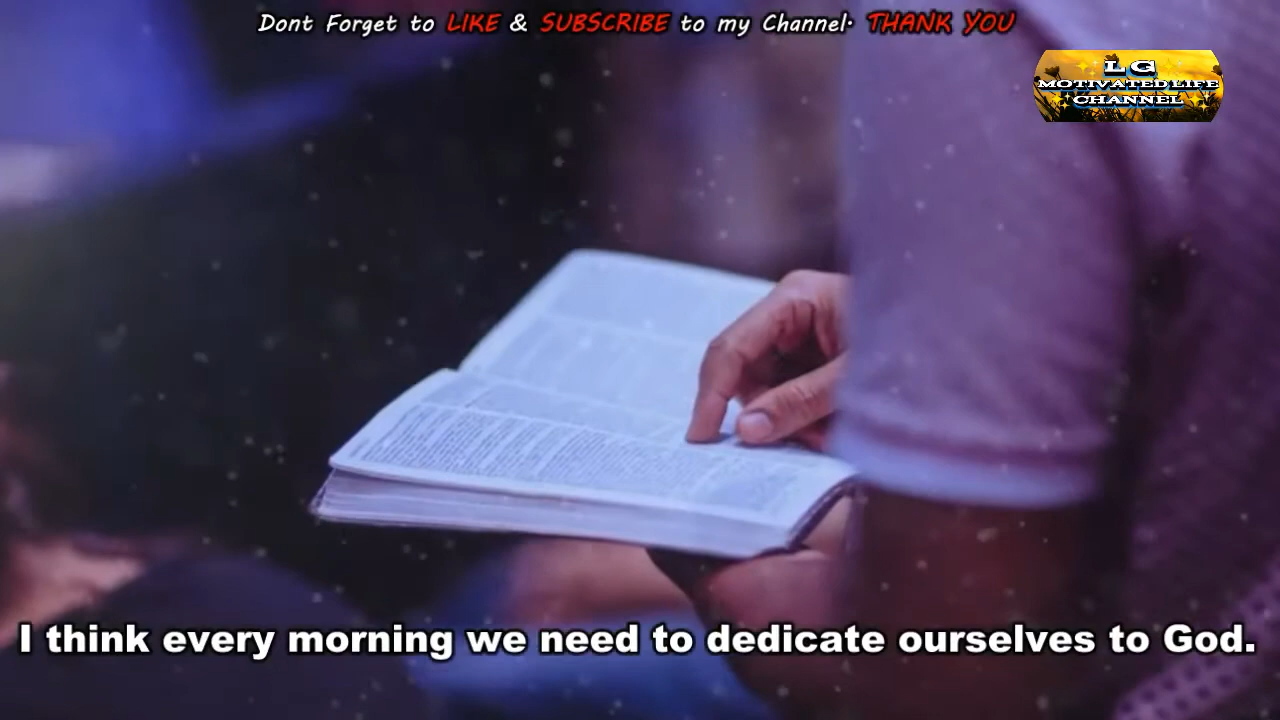 Dont Forget to LIKE & SUBSCRIBE to my Channel. THANK YOU
LG
MOTIVATED LIFE
CHANNEL
I think every morning we need to dedicate ourselves to God.